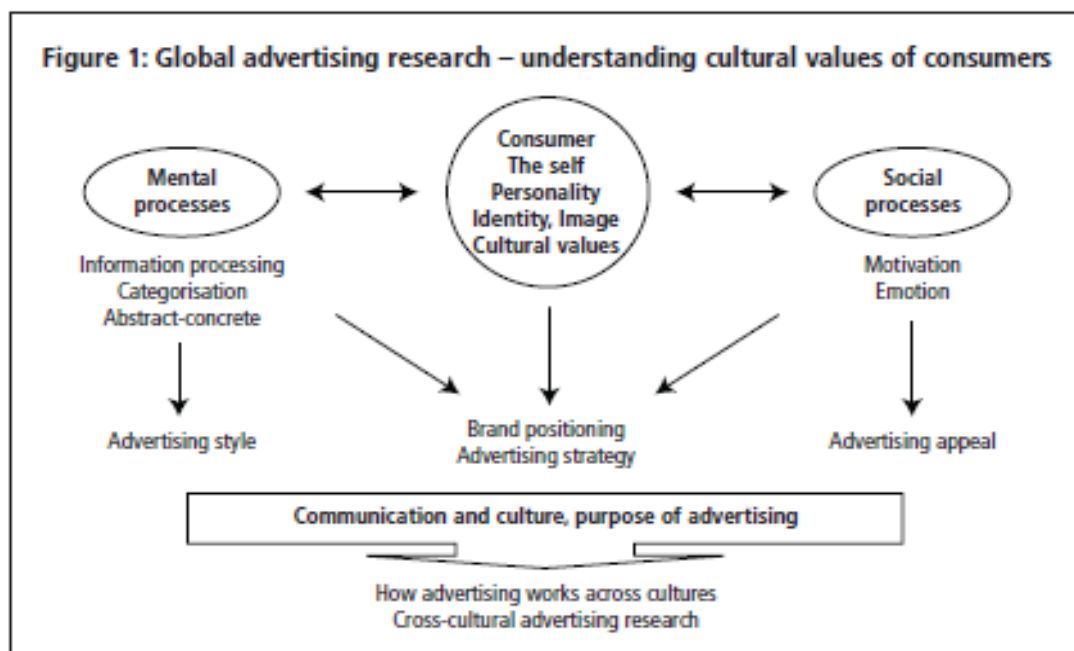 Figure 1: Global advertising research – understanding cultural values of consumers
Mental
processes
Consumer
The self
Personality
Identity, Image
Cultural values
Social
processes
Information processing
Categorisation
Abstract-concrete
Motivation
Emotion
Advertising style
Brand positioning
Advertising strategy
Advertising appeal
Communication and culture, purpose of advertising
How advertising works across cultures
Cross-cultural advertising research